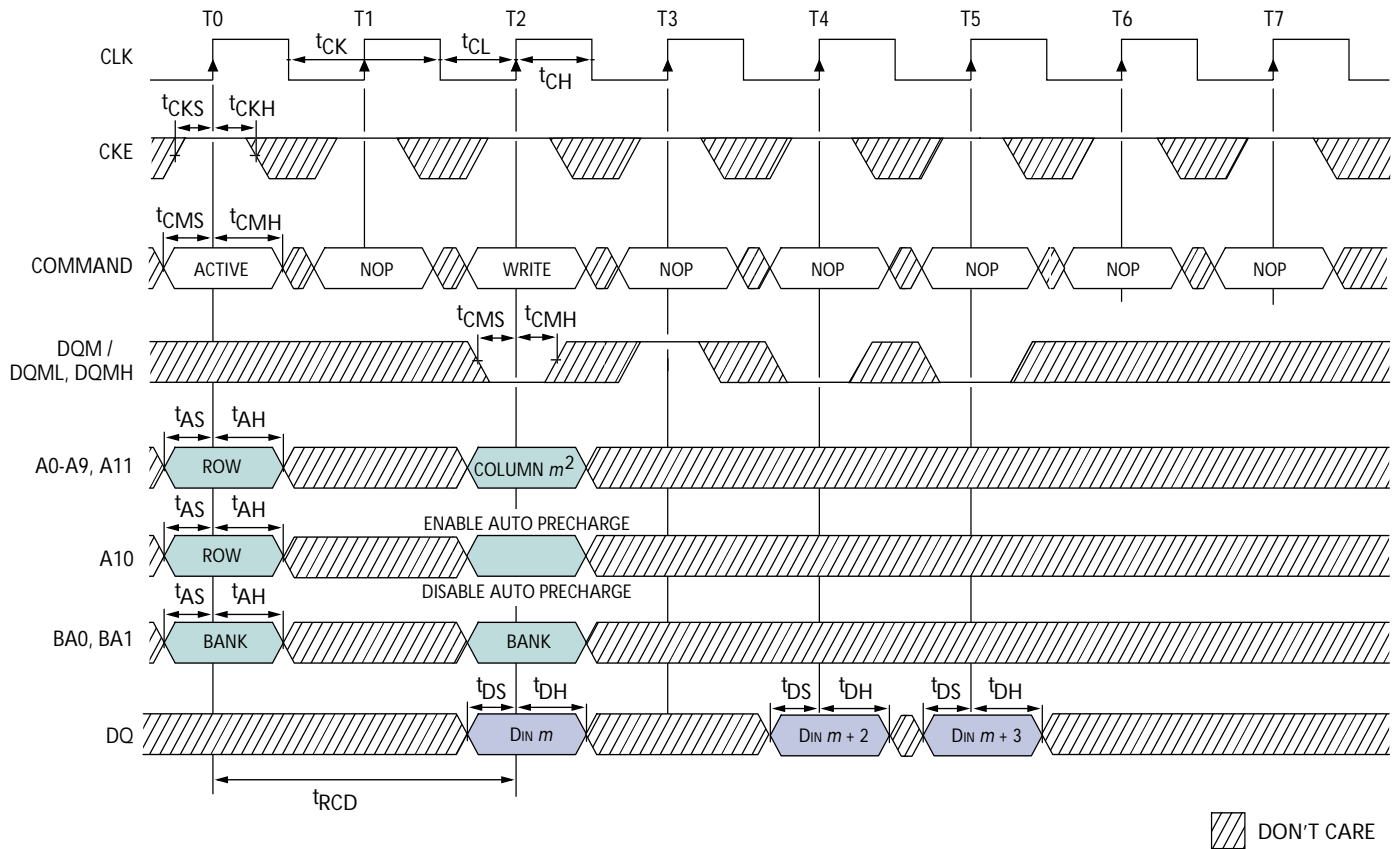 T0 T1 T2 T3 T4 T5 T6 T7
CLK
tCK tCL
tCH
tCKS tCKH
CKE
tCMS tCMH
COMMAND ACTIVE NOP WRITE NOP NOP NOP NOP NOP
tCMS tCMH
DQM /
DQML, DQMH
tAS tAH
A0-A9, A11 ROW COLUMN m2
tAS tAH
ENABLE AUTO PRECHARGE
A10 ROW
DISABLE AUTO PRECHARGE
tAS tAH
BA0, BA1 BANK BANK
tDS tDH tDS tDH tDS tDH
DQ DIN m DIN m + 2 DIN m + 3
tRCD
DON'T CARE